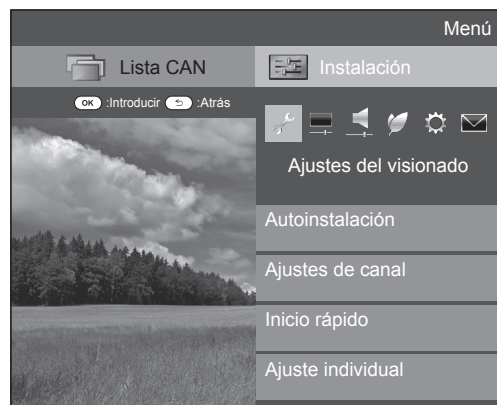 Menú
Lista CAN
Instalación
OK :Introducir :Atrás
Ajustes del visionado
Autoinstalación
Ajustes de canal
Inicio rápido
Ajuste individual